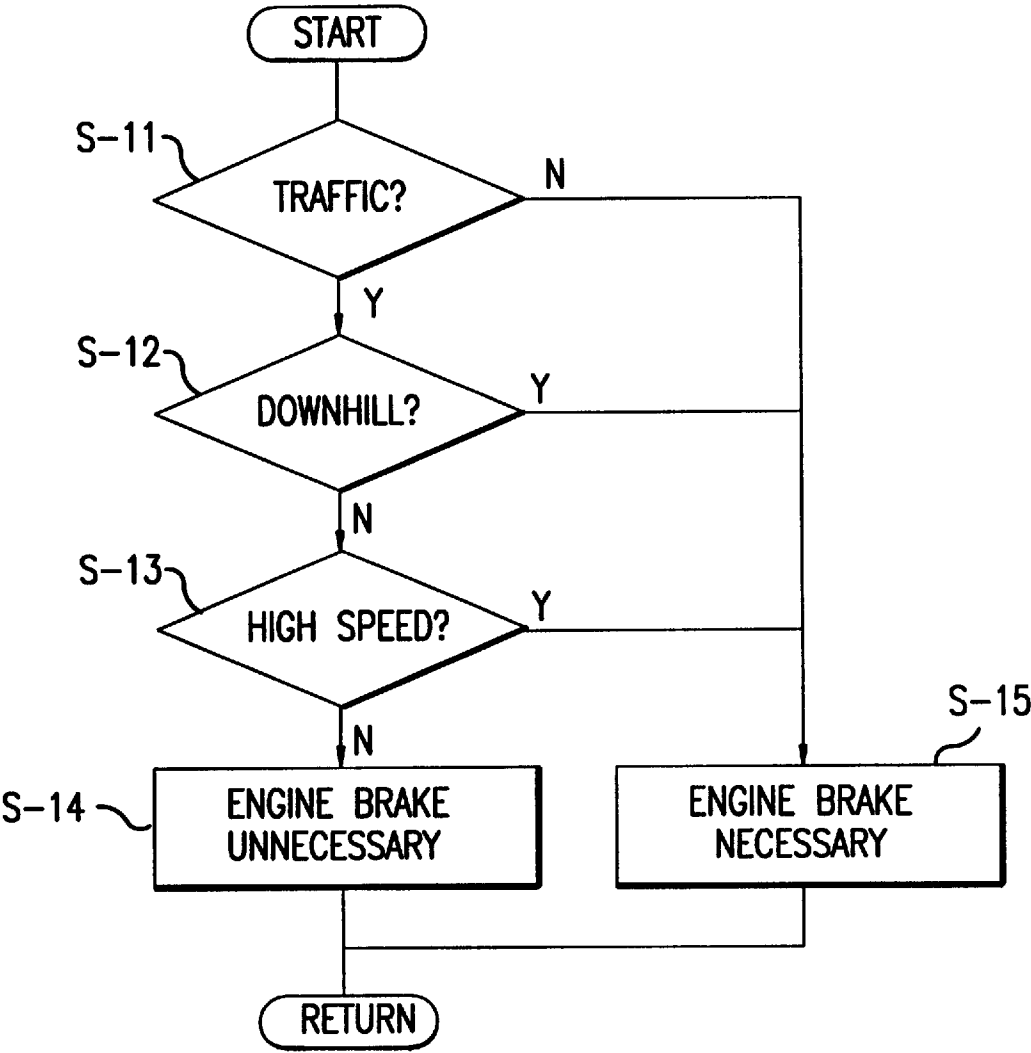 START
S-11
TRAFFIC?
N
Y
S-12
DOWNHILL?
Y
N
S-13
HIGH SPEED?
Y
N
S-14
ENGINE BRAKE
UNNECESSARY
S-15
ENGINE BRAKE
NECESSARY
RETURN